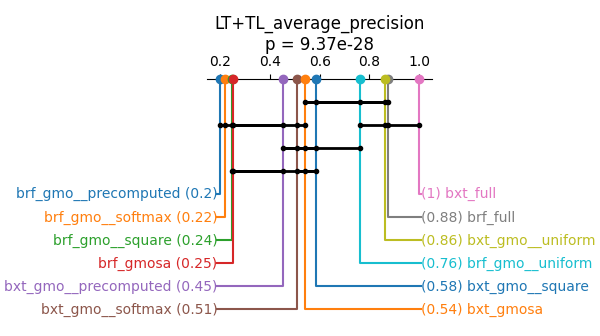 LT+TL_average_precision
p = 9.37e-28
0.2 0.4 0.6 0.8 1.0
brf_gmo__precomputed (0.2)
(1) bxt_full
brf_gmo__softmax (0.22)
(0.88) brf_full
brf_gmo__square (0.24)
(0.86) bxt_gmo__uniform
brf_gmosa (0.25)
(0.76) brf_gmo__uniform
bxt_gmo__precomputed (0.45)
(0.58) bxt_gmo__square
bxt_gmo__softmax (0.51)
(0.54) bxt_gmosa